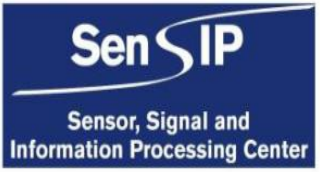 SenSIP
Sensor, Signal and
Information Processing Center